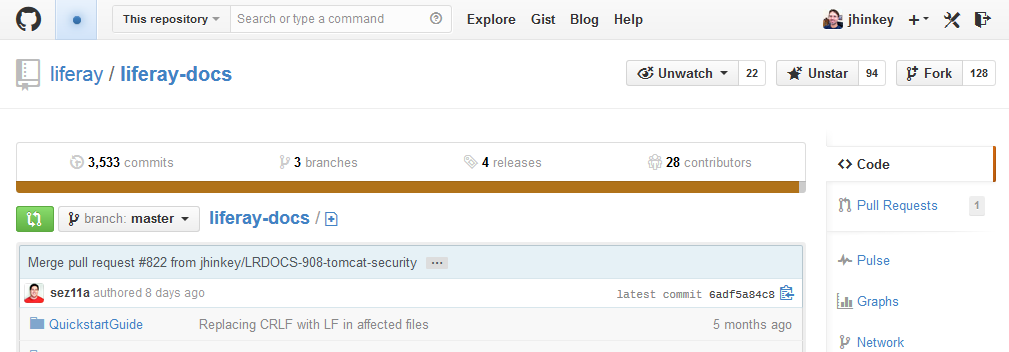 This repository Search or type a command Explore Gist Blog Help jhinkey
liferay / liferay-docs Unwatch 22 Unstar 94 Fork 128
3,533 commits 3 branches 4 releases 28 contributors
Code
Pull Requests 1
branch: master liferay-docs /
Merge pull request #822 from jhinkey/LRDOCS-908-tomcat-security ...
Pulse
sez11a authored 8 days ago latest commit 6adf5a84c8
Graphs
QuickstartGuide Replacing CRLF with LF in affected files 5 months ago
Network